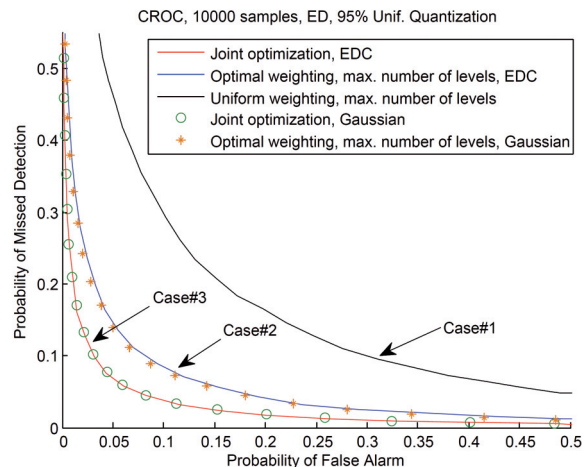 CROC, 10000 samples, ED, 95% Unif. Quantization
Joint optimization, EDC
Optimal weighting, max. number of levels, EDC
Uniform weighting, max. number of levels
Joint optimization, Gaussian
Optimal weighting, max. number of levels, Gaussian
Probability of Missed Detection
0.5
0.4
0.3
0.2
0.1
0
Case#3
Case#2
Case#1
0
0.05
0.1
0.15
0.2
0.25
0.3
0.35
0.4
0.45
0.5
Probability of False Alarm